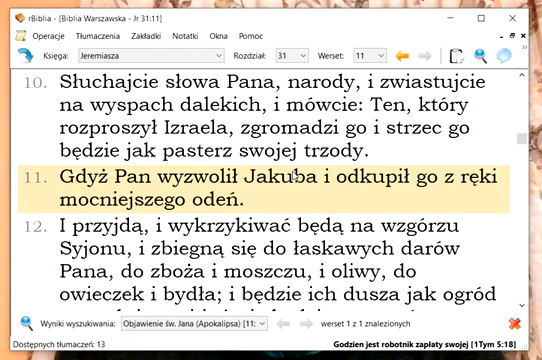 rBiblia - [Biblia Warszawska - Jr 31:11]
Operacje Tłumaczenia Zakładki Notatki Okna Pomoc
Księga: Jeremiasza Rozdział: 31 Werset: 11
10. Słuchajcie słowa Pana, narody, i zwiastujcie
na wyspach dalekich, i mówcie: Ten, który
rozproszył Izraela, zgromadzi go i strzec go
będzie jak pasterz swojej trzody.
11. Gdyż Pan wyzwolił Jakuba i odkupił go z ręki
mocniejszego odeń.
12. I przyjdą, i wykrzykiwać będą na wzgórzu
Syjonu, i zbiegną się do łaskawych darów
Pana, do zboża i moszczu, i oliwy, do
owieczek i bydła; i będzie ich dusza jak ogród
Wyniki wyszukiwania: Objawienie św. Jana (Apokalipsa) [11: werset 1 z 1 znalezionych
Dostępnych tłumaczeń: 13 Godzien jest robotnik zapłaty swojej [1Tym 5:18]